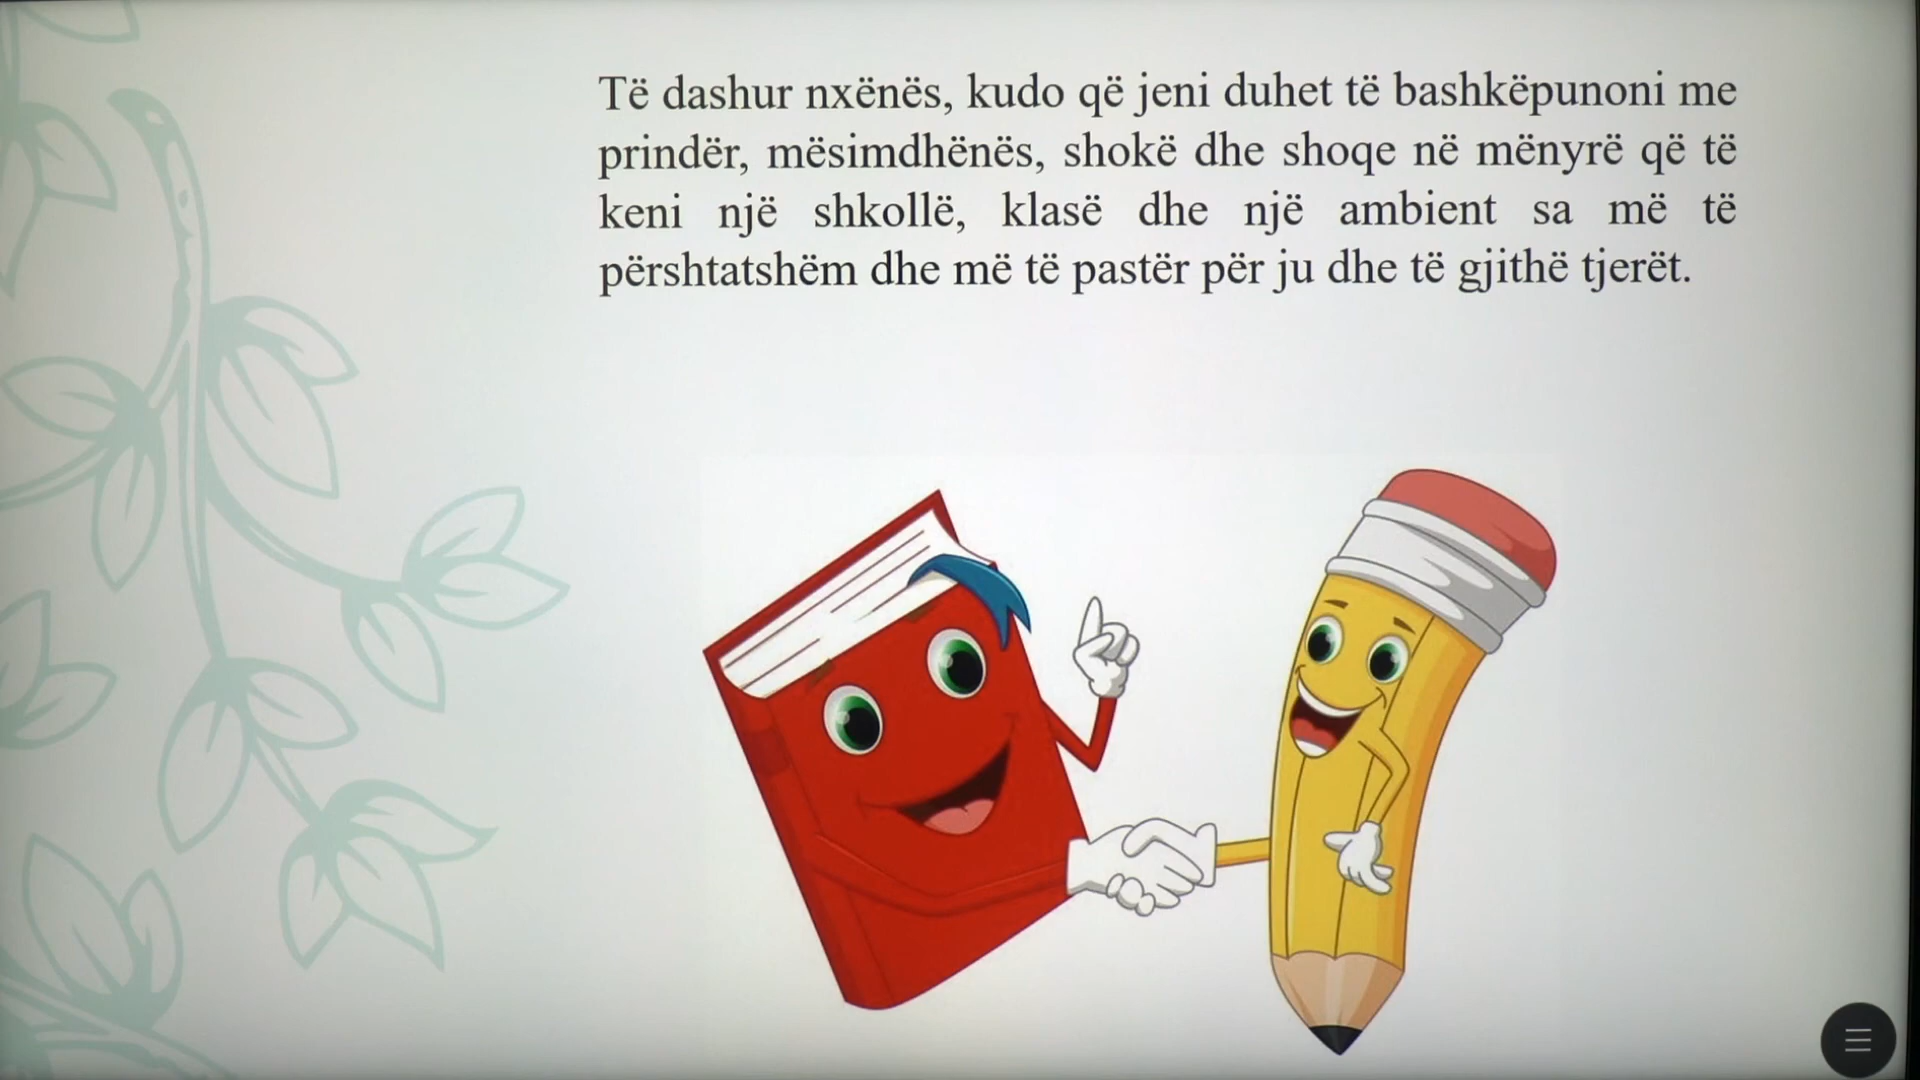 Të dashur nxënës, kudo që jeni duhet të bashkëpunoni me
prindër, mësimdhënës, shokë dhe shoqe në mënyrë që të
keni një shkollë, klasë dhe një ambient sa më të
përshtatshëm dhe më të pastër për ju dhe të gjithë tjerët.